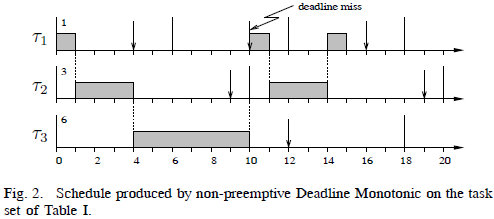 deadline miss
τ1 1
τ2 3
τ3 6
0 2 4 6 8 10 12 14 16 18 20
Fig. 2. Schedule produced by non-preemptive Deadline Monotonic on the task
set of Table I.